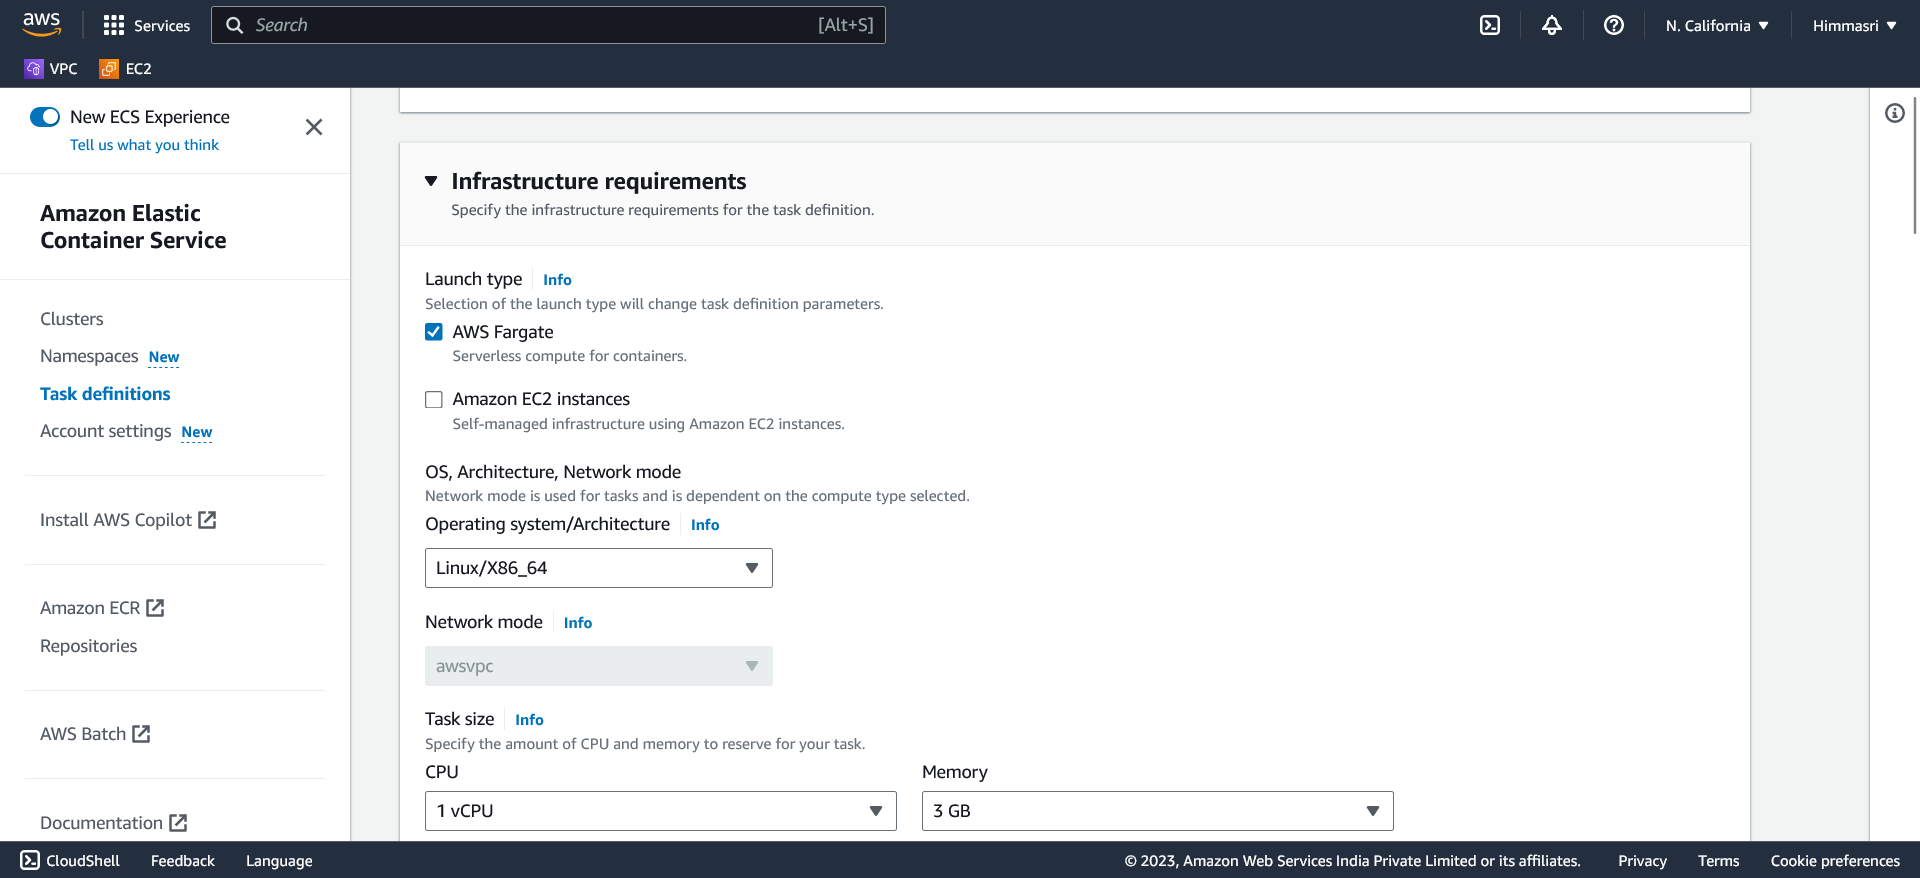 aws
Services
Search
[Alt+S]
N. California
Himmasri
VPC
EC2
New ECS Experience
Tell us what you think
Amazon Elastic
Container Service
Clusters
Namespaces New
Task definitions
Account settings New
Install AWS Copilot
Amazon ECR
Repositories
AWS Batch
Documentation
Infrastructure requirements
Specify the infrastructure requirements for the task definition.
Launch type Info
Selection of the launch type will change task definition parameters.
AWS Fargate
Serverless compute for containers.
Amazon EC2 instances
Self-managed infrastructure using Amazon EC2 instances.
OS, Architecture, Network mode
Network mode is used for tasks and is dependent on the compute type selected.
Operating system/Architecture Info
Linux/X86_64
Network mode Info
awsvpc
Task size Info
Specify the amount of CPU and memory to reserve for your task.
CPU
1 vCPU
Memory
3 GB
CloudShell
Feedback
Language
© 2023, Amazon Web Services India Private Limited or its affiliates.
Privacy
Terms
Cookie preferences